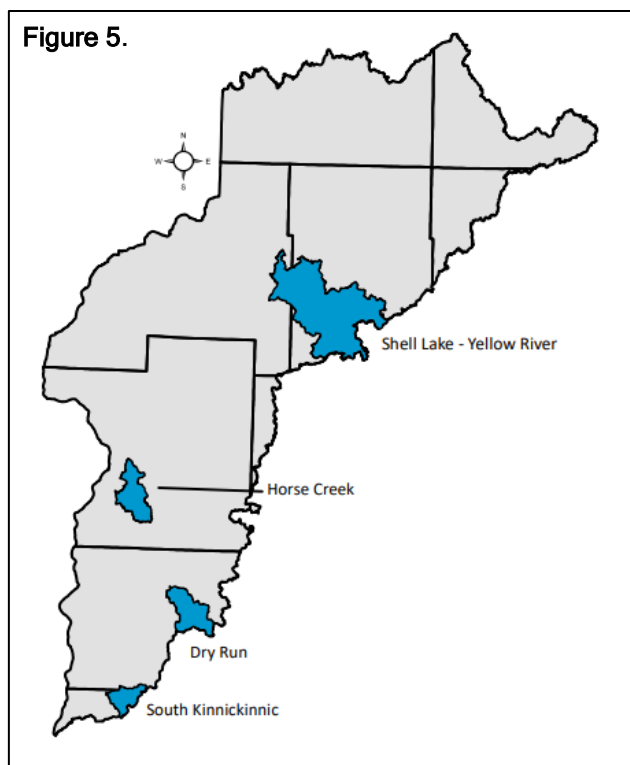 Figure 5.
N
W E
S
Shell Lake - Yellow River
Horse Creek
Dry Run
South Kinnickinnic